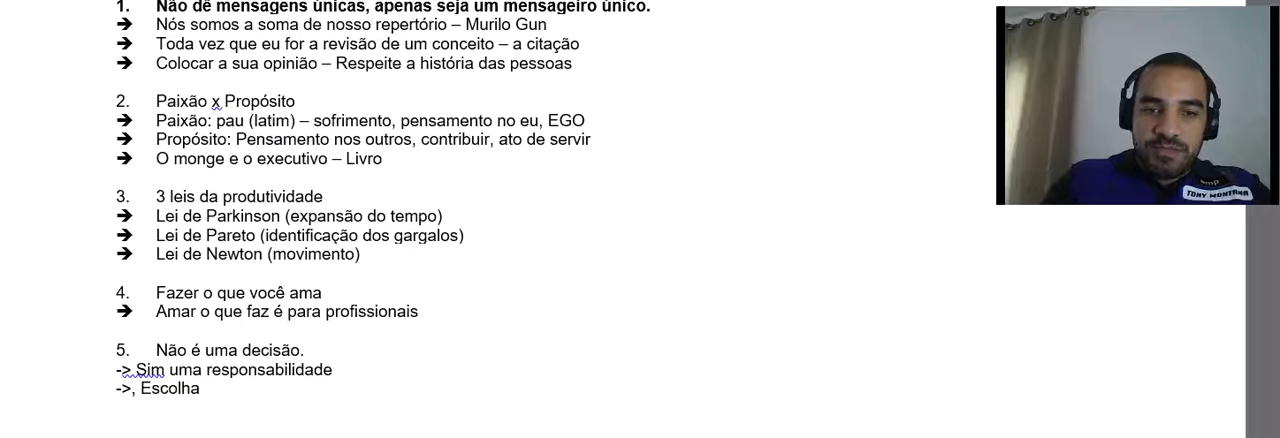 1. Não dê mensagens únicas, apenas seja um mensageiro único.
➔ Nós somos a soma de nosso repertório – Murilo Gun
➔ Toda vez que eu for a revisão de um conceito – a citação
➔ Colocar a sua opinião – Respeite a história das pessoas
2. Paixão x Propósito
➔ Paixão: pau (latim) – sofrimento, pensamento no eu, EGO
➔ Propósito: Pensamento nos outros, contribuir, ato de servir
➔ O monge e o executivo – Livro
3. 3 leis da produtividade
➔ Lei de Parkinson (expansão do tempo)
➔ Lei de Pareto (identificação dos gargalos)
➔ Lei de Newton (movimento)
4. Fazer o que você ama
➔ Amar o que faz é para profissionais
5. Não é uma decisão.
-> Sim uma responsabilidade
->, Escolha
TONY MONTANA